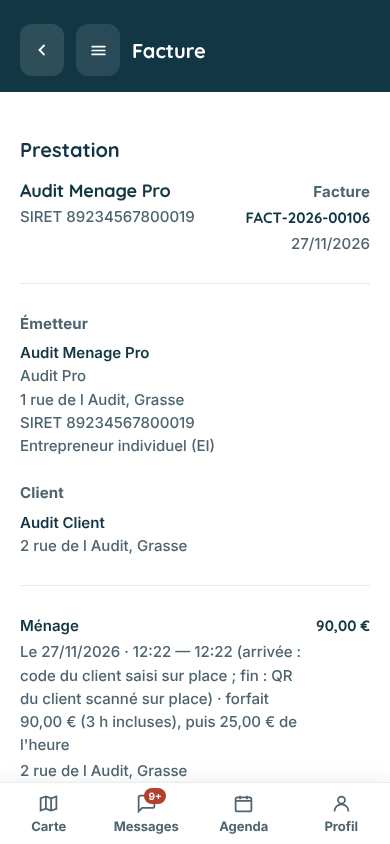 Facture
Prestation
Audit Menage Pro
Facture
SIRET 89234567800019
FACT-2026-00106
27/11/2026
Émetteur
Audit Menage Pro
Audit Pro
1 rue de l Audit, Grasse
SIRET 89234567800019
Entrepreneur individuel (EI)
Client
Audit Client
2 rue de l Audit, Grasse
Ménage
90,00 €
Le 27/11/2026 · 12:22 — 12:22 (arrivée :
code du client saisi sur place ; fin : QR
du client scanné sur place) · forfait
90,00 € (3 h incluses), puis 25,00 € de
l'heure
2 rue de l Audit, Grasse
9+
Carte
Messages
Agenda
Profil